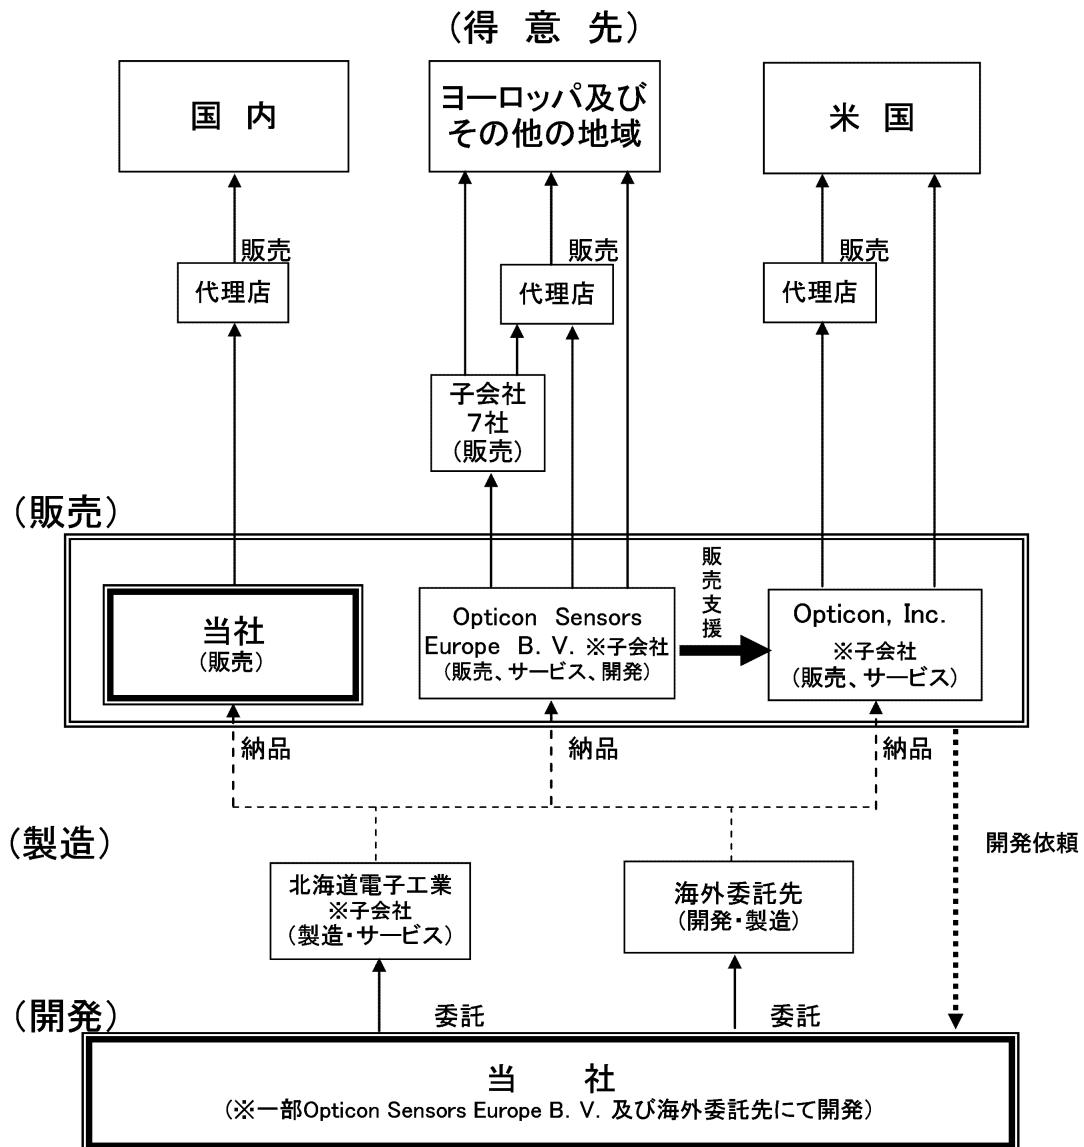 (得 意 先)
国 内
ヨーロッパ及び
その他の地域
米 国
販売
代理店
販売
代理店
販売
代理店
子会社
7社
(販売)
(販売)
当社
(販売)
Opticon Sensors
Europe B. V. ※子会社
(販売、サービス、開発)
販売支援
Opticon, Inc.
※子会社
(販売、サービス)
納品
納品
納品
(製造)
開発依頼
北海道電子工業
※子会社
(製造・サービス)
海外委託先
(開発・製造)
(開発)
委託
委託
当 社
(※一部Opticon Sensors Europe B. V. 及び海外委託先にて開発)